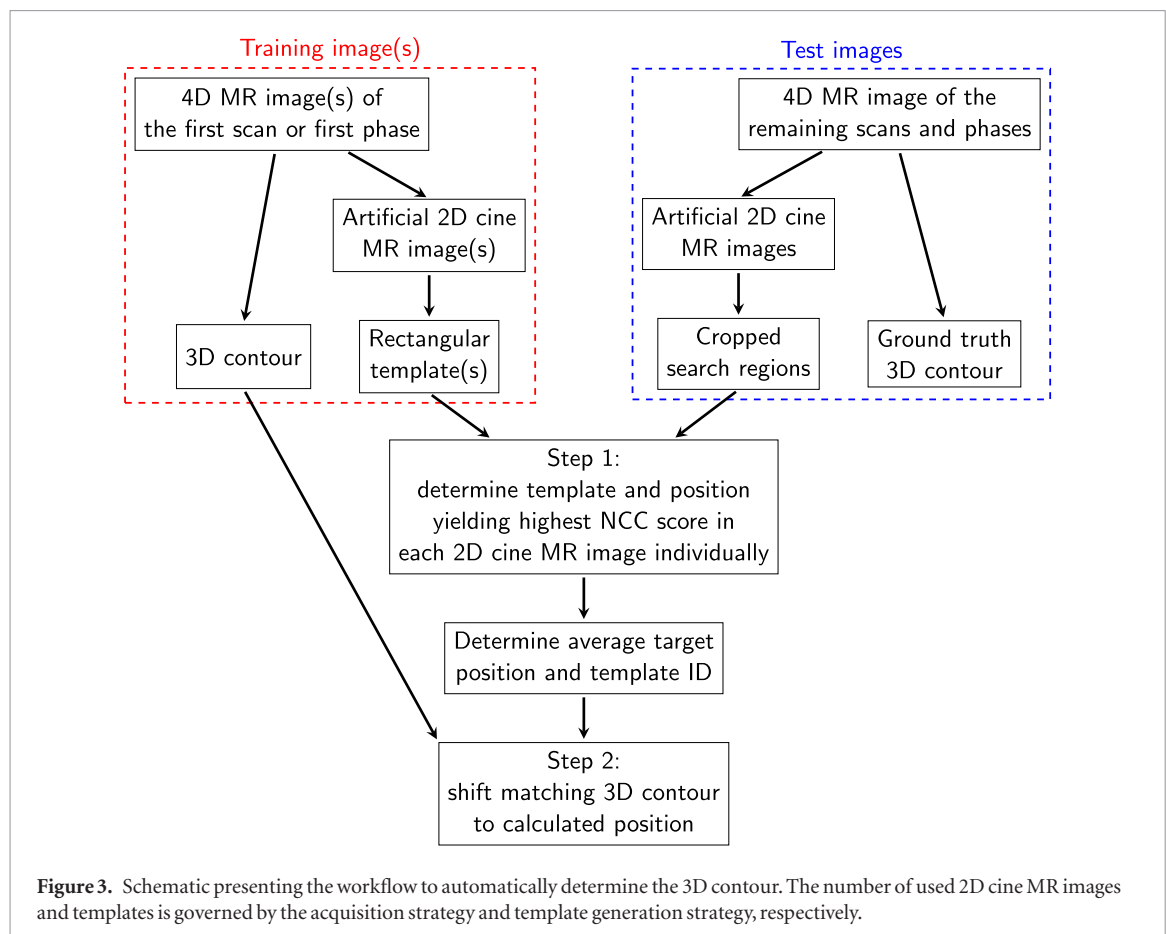 Training image(s)
4D MR image(s) of
the first scan or first phase
Artificial 2D cine
MR image(s)
3D contour
Rectangular
template(s)
Test images
4D MR image of the
remaining scans and phases
Artificial 2D cine
MR images
Cropped
search regions
Ground truth
3D contour
Step 1:
determine template and position
yielding highest NCC score in
each 2D cine MR image individually
Determine average target
position and template ID
Step 2:
shift matching 3D contour
to calculated position
Figure 3. Schematic presenting the workflow to automatically determine the 3D contour. The number of used 2D cine MR images
and templates is governed by the acquisition strategy and template generation strategy, respectively.